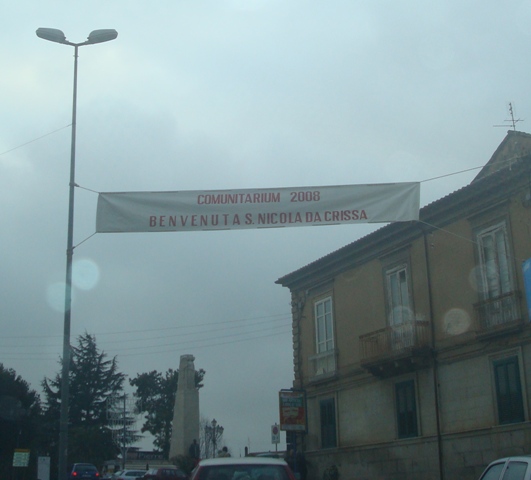 COMUNITARIUM 2008
BENVENUTA S. NICOLA DA CRISSA